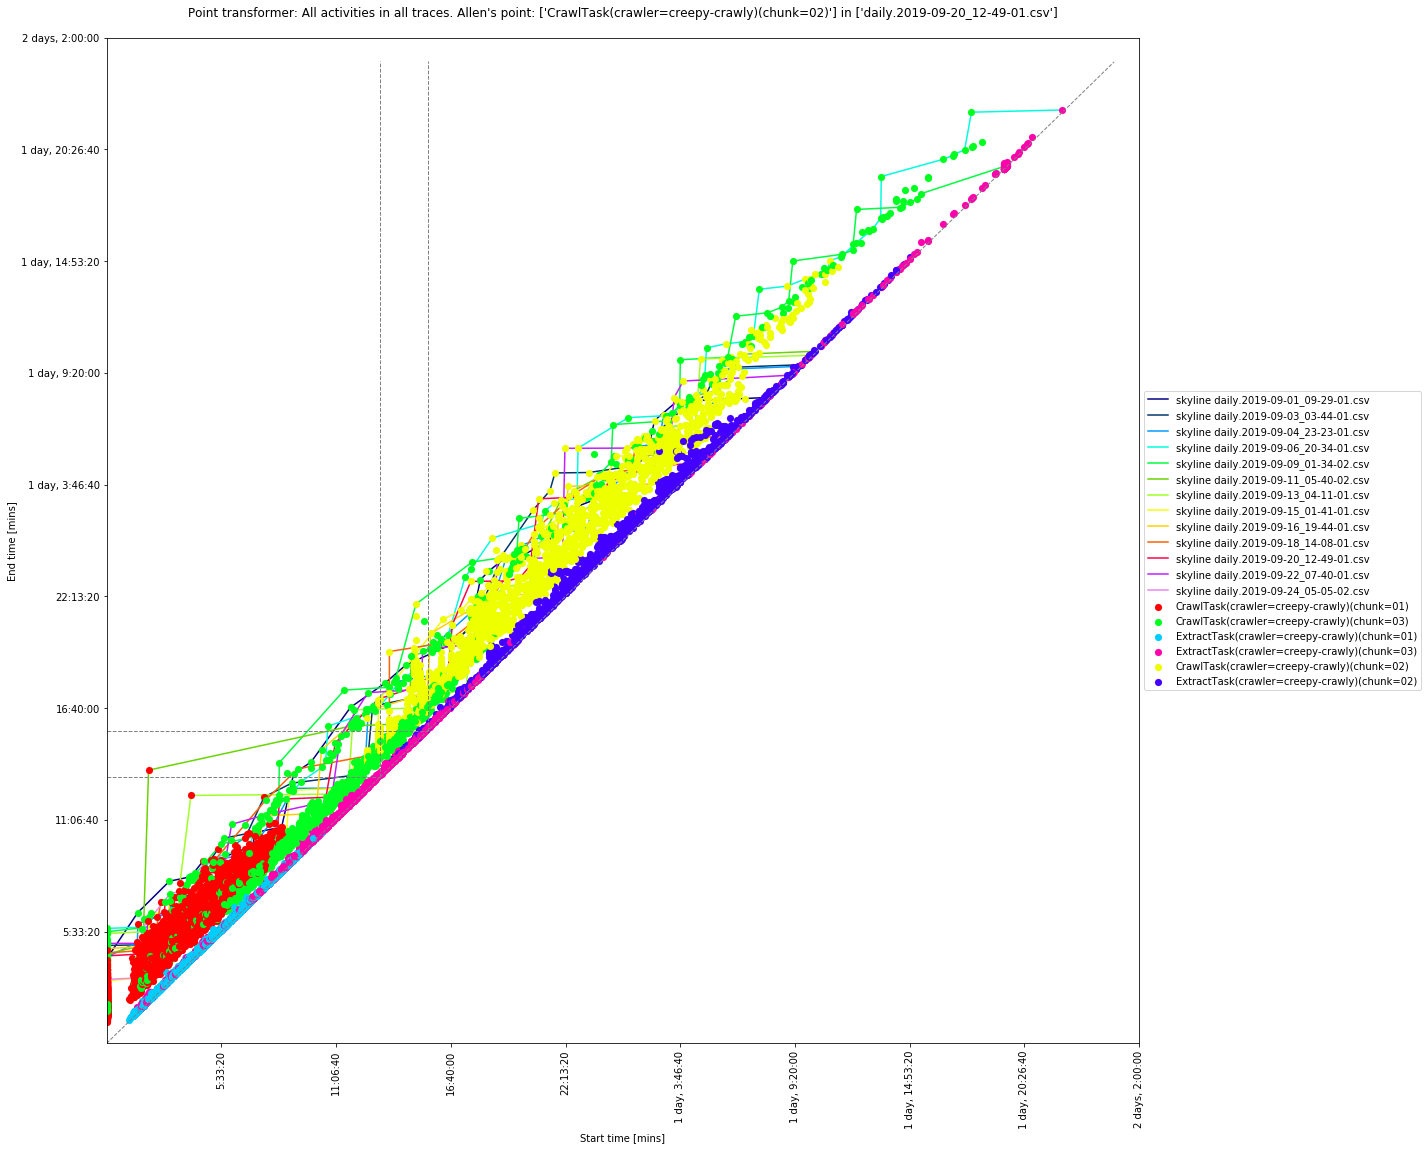 Point transformer: All activities in all traces. Allen's point: ['CrawlTask(crawler=creepy-crawly)(chunk=02)'] in ['daily.2019-09-20_12-49-01.csv']
2 days, 2:00:00
1 day, 20:26:40
1 day, 14:53:20
1 day, 9:20:00
1 day, 3:46:40
22:13:20
16:40:00
11:06:40
5:33:20
End time [mins]
5:33:20
11:06:40
16:40:00
22:13:20
1 day, 3:46:40
1 day, 9:20:00
1 day, 14:53:20
1 day, 20:26:40
2 days, 2:00:00
Start time [mins]
skyline daily.2019-09-01_09-29-01.csv
skyline daily.2019-09-03_03-44-01.csv
skyline daily.2019-09-04_23-23-01.csv
skyline daily.2019-09-06_20-34-01.csv
skyline daily.2019-09-09_01-34-02.csv
skyline daily.2019-09-11_05-40-02.csv
skyline daily.2019-09-13_04-11-01.csv
skyline daily.2019-09-15_01-41-01.csv
skyline daily.2019-09-16_19-44-01.csv
skyline daily.2019-09-18_14-08-01.csv
skyline daily.2019-09-20_12-49-01.csv
skyline daily.2019-09-22_07-40-01.csv
skyline daily.2019-09-24_05-05-02.csv
CrawlTask(crawler=creepy-crawly)(chunk=01)
CrawlTask(crawler=creepy-crawly)(chunk=03)
ExtractTask(crawler=creepy-crawly)(chunk=01)
ExtractTask(crawler=creepy-crawly)(chunk=03)
CrawlTask(crawler=creepy-crawly)(chunk=02)
ExtractTask(crawler=creepy-crawly)(chunk=02)